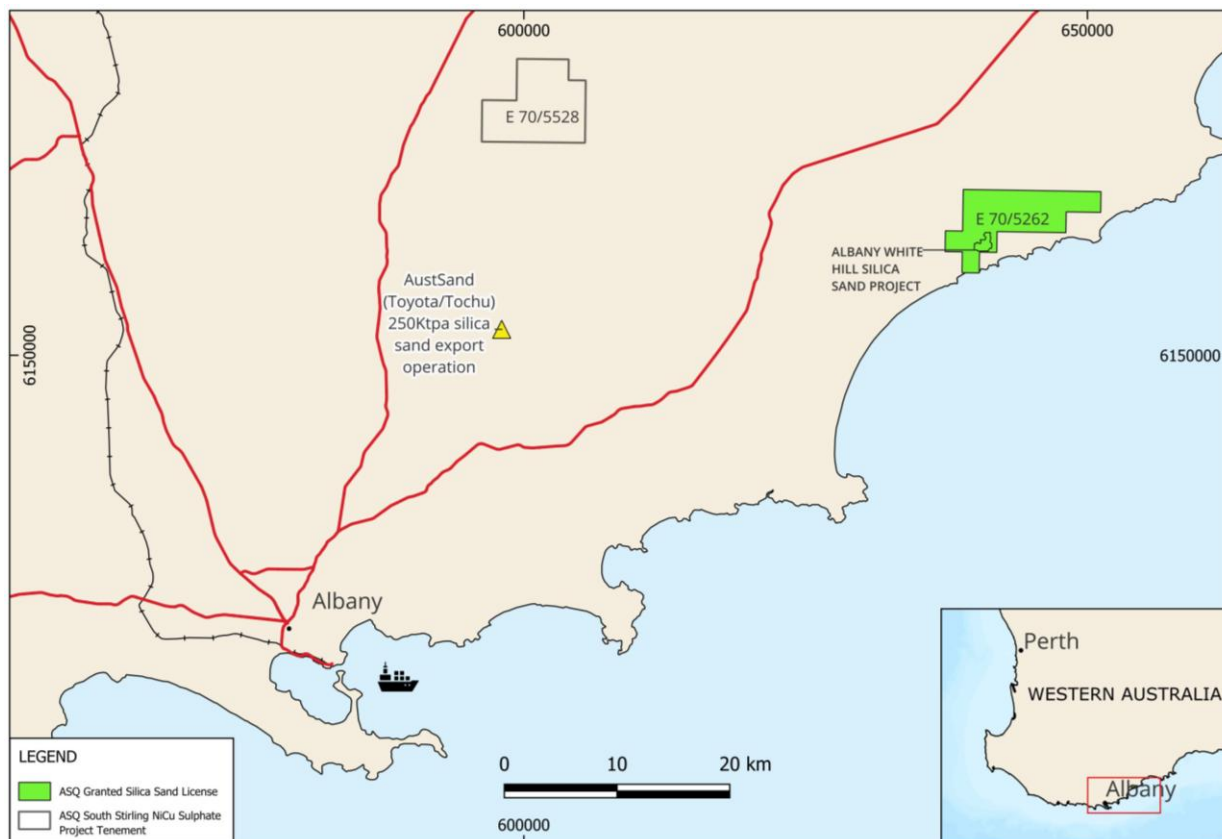 600000
650000
E 70/5528
E 70/5262
ALBANY WHITE
HILL SILICA
SAND PROJECT
AustSand
(Toyota/Tochu)
250Ktpa silica
sand export
operation
6150000
6150000
Albany
Perth
WESTERN AUSTRALIA
Albany
LEGEND
ASQ Granted Silica Sand License
ASQ South Stirling NiCu Sulphate
Project Tenement
0 10 20 km
600000